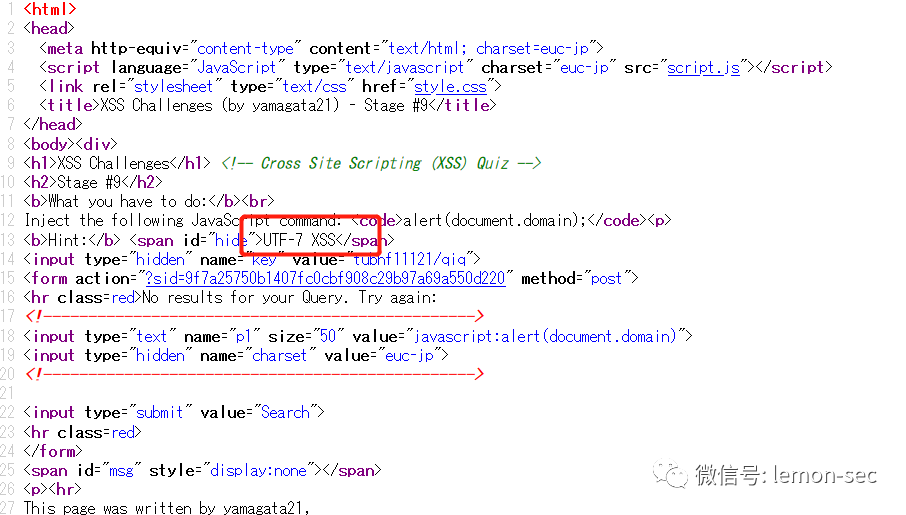 1 <html>
2 <head>
3 <meta http-equiv="content-type" content="text/html; charset=euc-jp">
4 <script language="JavaScript" type="text/javascript" charset="euc-jp" src="script.js"></script>
5 <link rel="stylesheet" type="text/css" href="style.css">
6 <title>XSS Challenges (by yamagata21) - Stage #9</title>
7 </head>
8 <body><div>
9 <h1>XSS Challenges</h1> <!-- Cross Site Scripting (XSS) Quiz -->
10 <h2>Stage #9</h2>
11 <b>What you have to do:</b><br>
12 Inject the following JavaScript command: <code>alert(document.domain);</code><p>
13 <b>Hint:</b> <span id="hide">UTF-7 XSS</span>
14 <input type="hidden" name="key" value="tubhf11121/qiq">
15 <form action="?sid=9f7a25750b1407fc0cbf908c29b97a69a550d220" method="post">
16 <hr class=red>No results for your Query. Try again:
17 <!------------------------------------------------->
18 <input type="text" name="p1" size="50" value="javascript:alert(document.domain)">
19 <input type="hidden" name="charset" value="euc-jp">
20 <!------------------------------------------------->
21
22 <input type="submit" value="Search">
23 <hr class=red>
24 </form>
25 <span id="msg" style="display:none"></span>
26 <p><hr>
27 This page was written by yamagata21,
微信号: lemon-sec